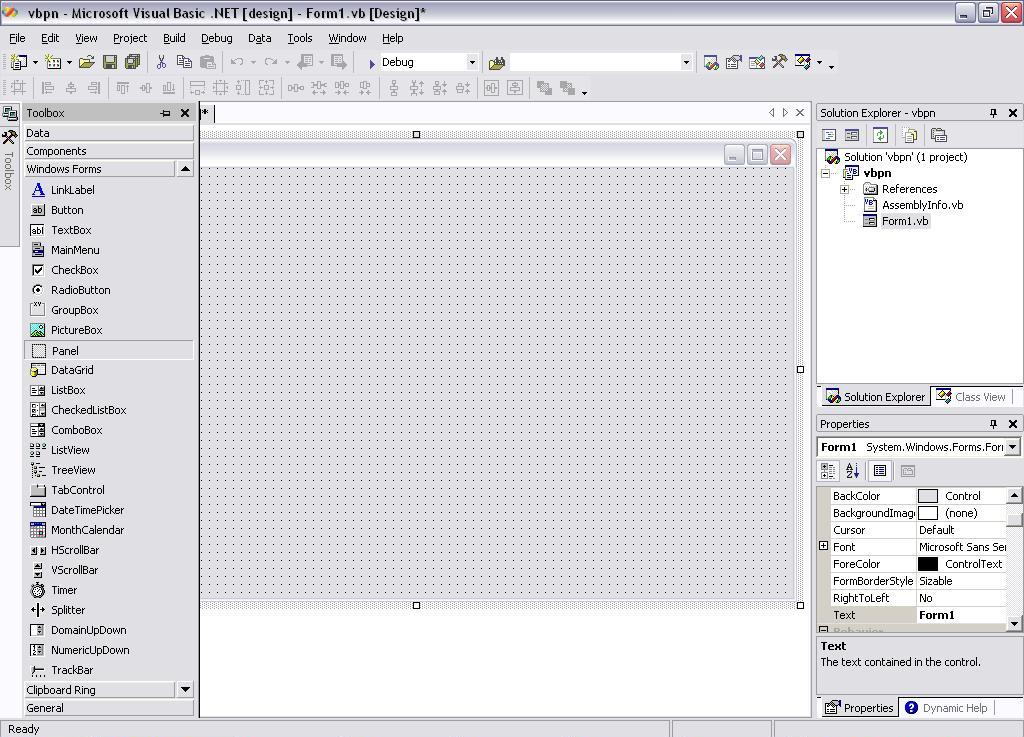 vbpn - Microsoft Visual Basic .NET [design] - Form1.vb [Design]*
File Edit View Project Build Debug Data Tools Window Help
Debug
Toolbox
Toolbox
*
Data
Components
Windows Forms
LinkLabel
Button
TextBox
MainMenu
CheckBox
RadioButton
GroupBox
PictureBox
Panel
DataGrid
ListBox
CheckedListBox
ComboBox
ListView
TreeView
TabControl
DateTimePicker
MonthCalendar
HScrollBar
VScrollBar
Timer
Splitter
DomainUpDown
NumericUpDown
TrackBar
Clipboard Ring
General
Solution Explorer - vbpn
Solution 'vbpn' (1 project)
vbpn
References
AssemblyInfo.vb
Form1.vb
Solution Explorer Class View
Properties
Form1 System.Windows.Forms.For
BackColor Control
BackgroundImag (none)
Cursor Default
Font Microsoft Sans Ser
ForeColor ControlText
FormBorderStyle Sizable
RightToLeft No
Text Form1
Behavior
Text
The text contained in the control.
Properties Dynamic Help
Ready